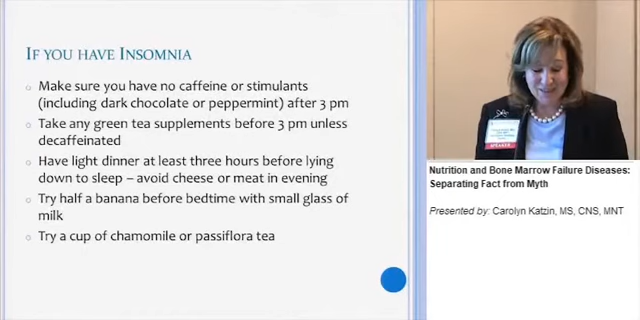 IF YOU HAVE INSOMNIA
Make sure you have no caffeine or stimulants
(including dark chocolate or peppermint) after 3 pm
Take any green tea supplements before 3 pm unless
decaffeinated
Have light dinner at least three hours before lying
down to sleep – avoid cheese or meat in evening
Try half a banana before bedtime with small glass of
milk
Try a cup of chamomile or passiflora tea
SPEAKER
Nutrition and Bone Marrow Failure Diseases:
Separating Fact from Myth
Presented by: Carolyn Katzin, MS, CNS, MNT